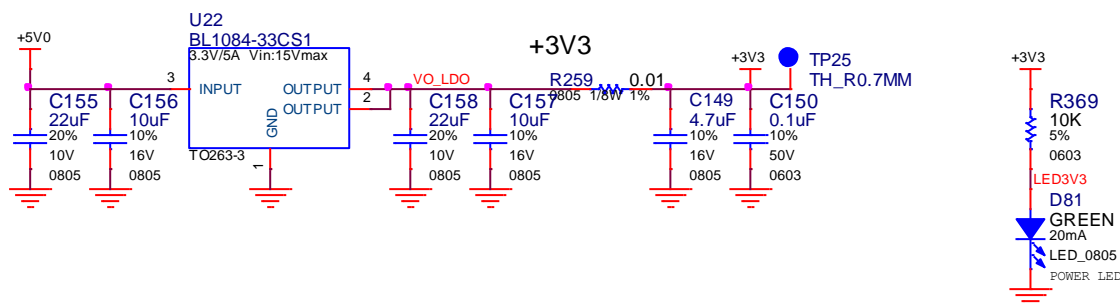 U22
BL1084-33CS1
3.3V/5A Vin:15Vmax
+5V0
3
INPUT
OUTPUT
OUTPUT
4
2
GND
1
TO263-3
VO_LDO
+3V3
R259
0.01
0805 1/8W 1%
+3V3
TP25
TH_R0.7MM
C155
22uF
20%
10V
0805
C156
10uF
10%
16V
0805
C158
22uF
20%
10V
0805
C157
10uF
10%
16V
0805
C149
4.7uF
10%
16V
0805
C150
0.1uF
10%
50V
0603
+3V3
R369
10K
5%
0603
LED3V3
D81
GREEN
20mA
LED_0805
POWER LED